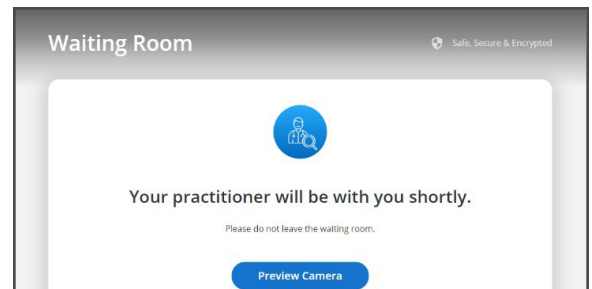 Waiting Room
Safe, Secure & Encrypted
Your practitioner will be with you shortly.
Please do not leave the waiting room.
Preview Camera